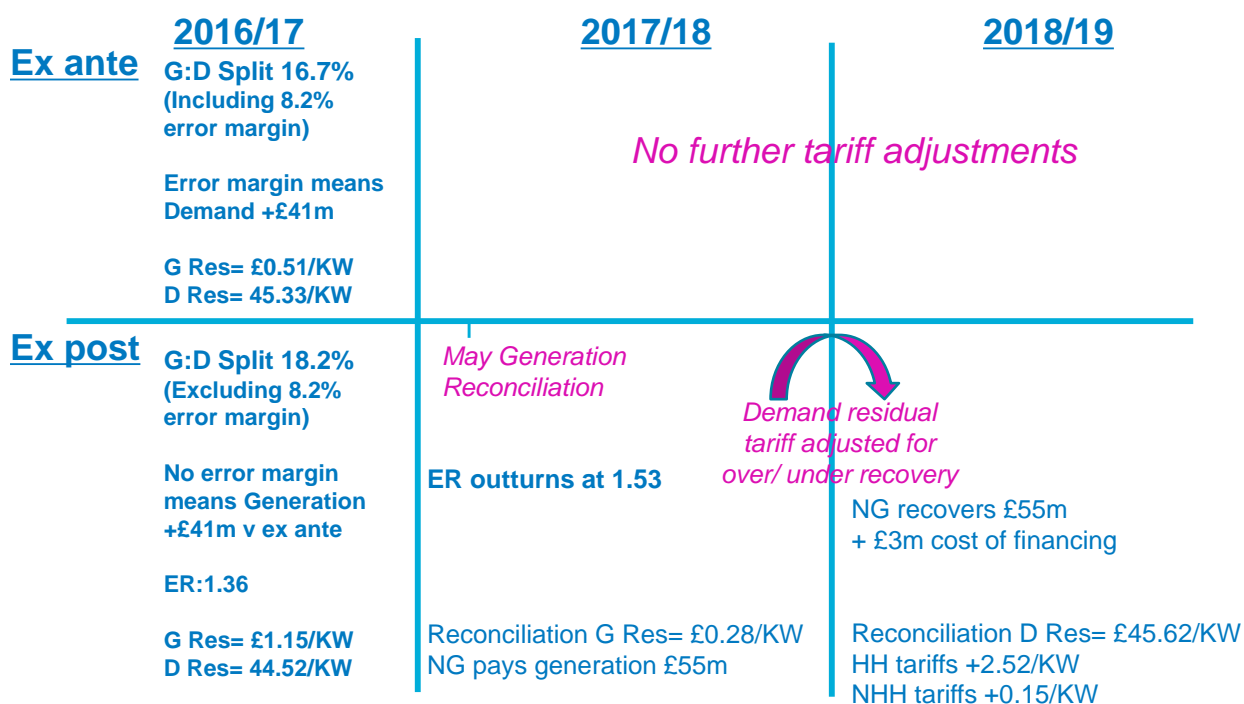 2016/17
2017/18
2018/19
Ex ante
G:D Split 16.7%
(Including 8.2%
error margin)
Error margin means
Demand +£41m
G Res= £0.51/KW
D Res= 45.33/KW
No further tariff adjustments
Ex post
G:D Split 18.2%
(Excluding 8.2%
error margin)
No error margin
means Generation
+£41m v ex ante
ER:1.36
G Res= £1.15/KW
D Res= 44.52/KW
May Generation
Reconciliation
ER outturns at 1.53
Reconciliation G Res= £0.28/KW
NG pays generation £55m
Demand residual
tariff adjusted for
over/ under recovery
NG recovers £55m
+ £3m cost of financing
Reconciliation D Res= £45.62/KW
HH tariffs +2.52/KW
NHH tariffs +0.15/KW